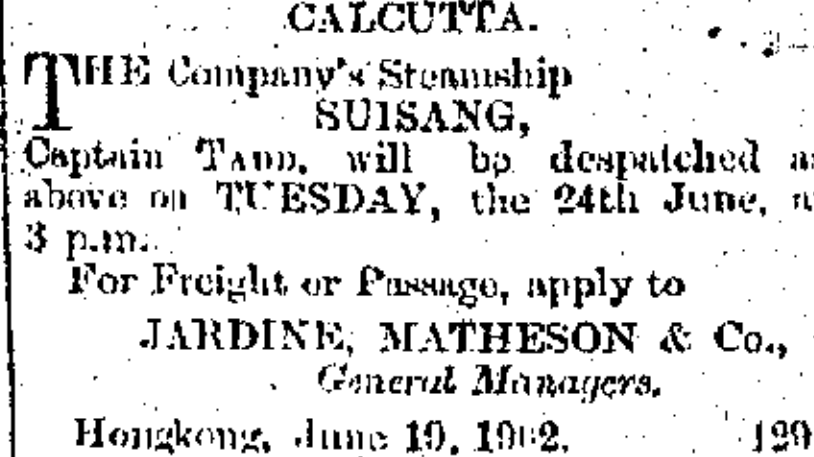 CALCUTTA.
THE Company's Steamship
SUISANG,
Captain TADD, will be despatched as
above on TUESDAY, the 24th June, at
3 p.m.
For Freight or Passage, apply to
JARDINE, MATHESON & Co.,
General Managers.
Hongkong, June 19, 1902. 129